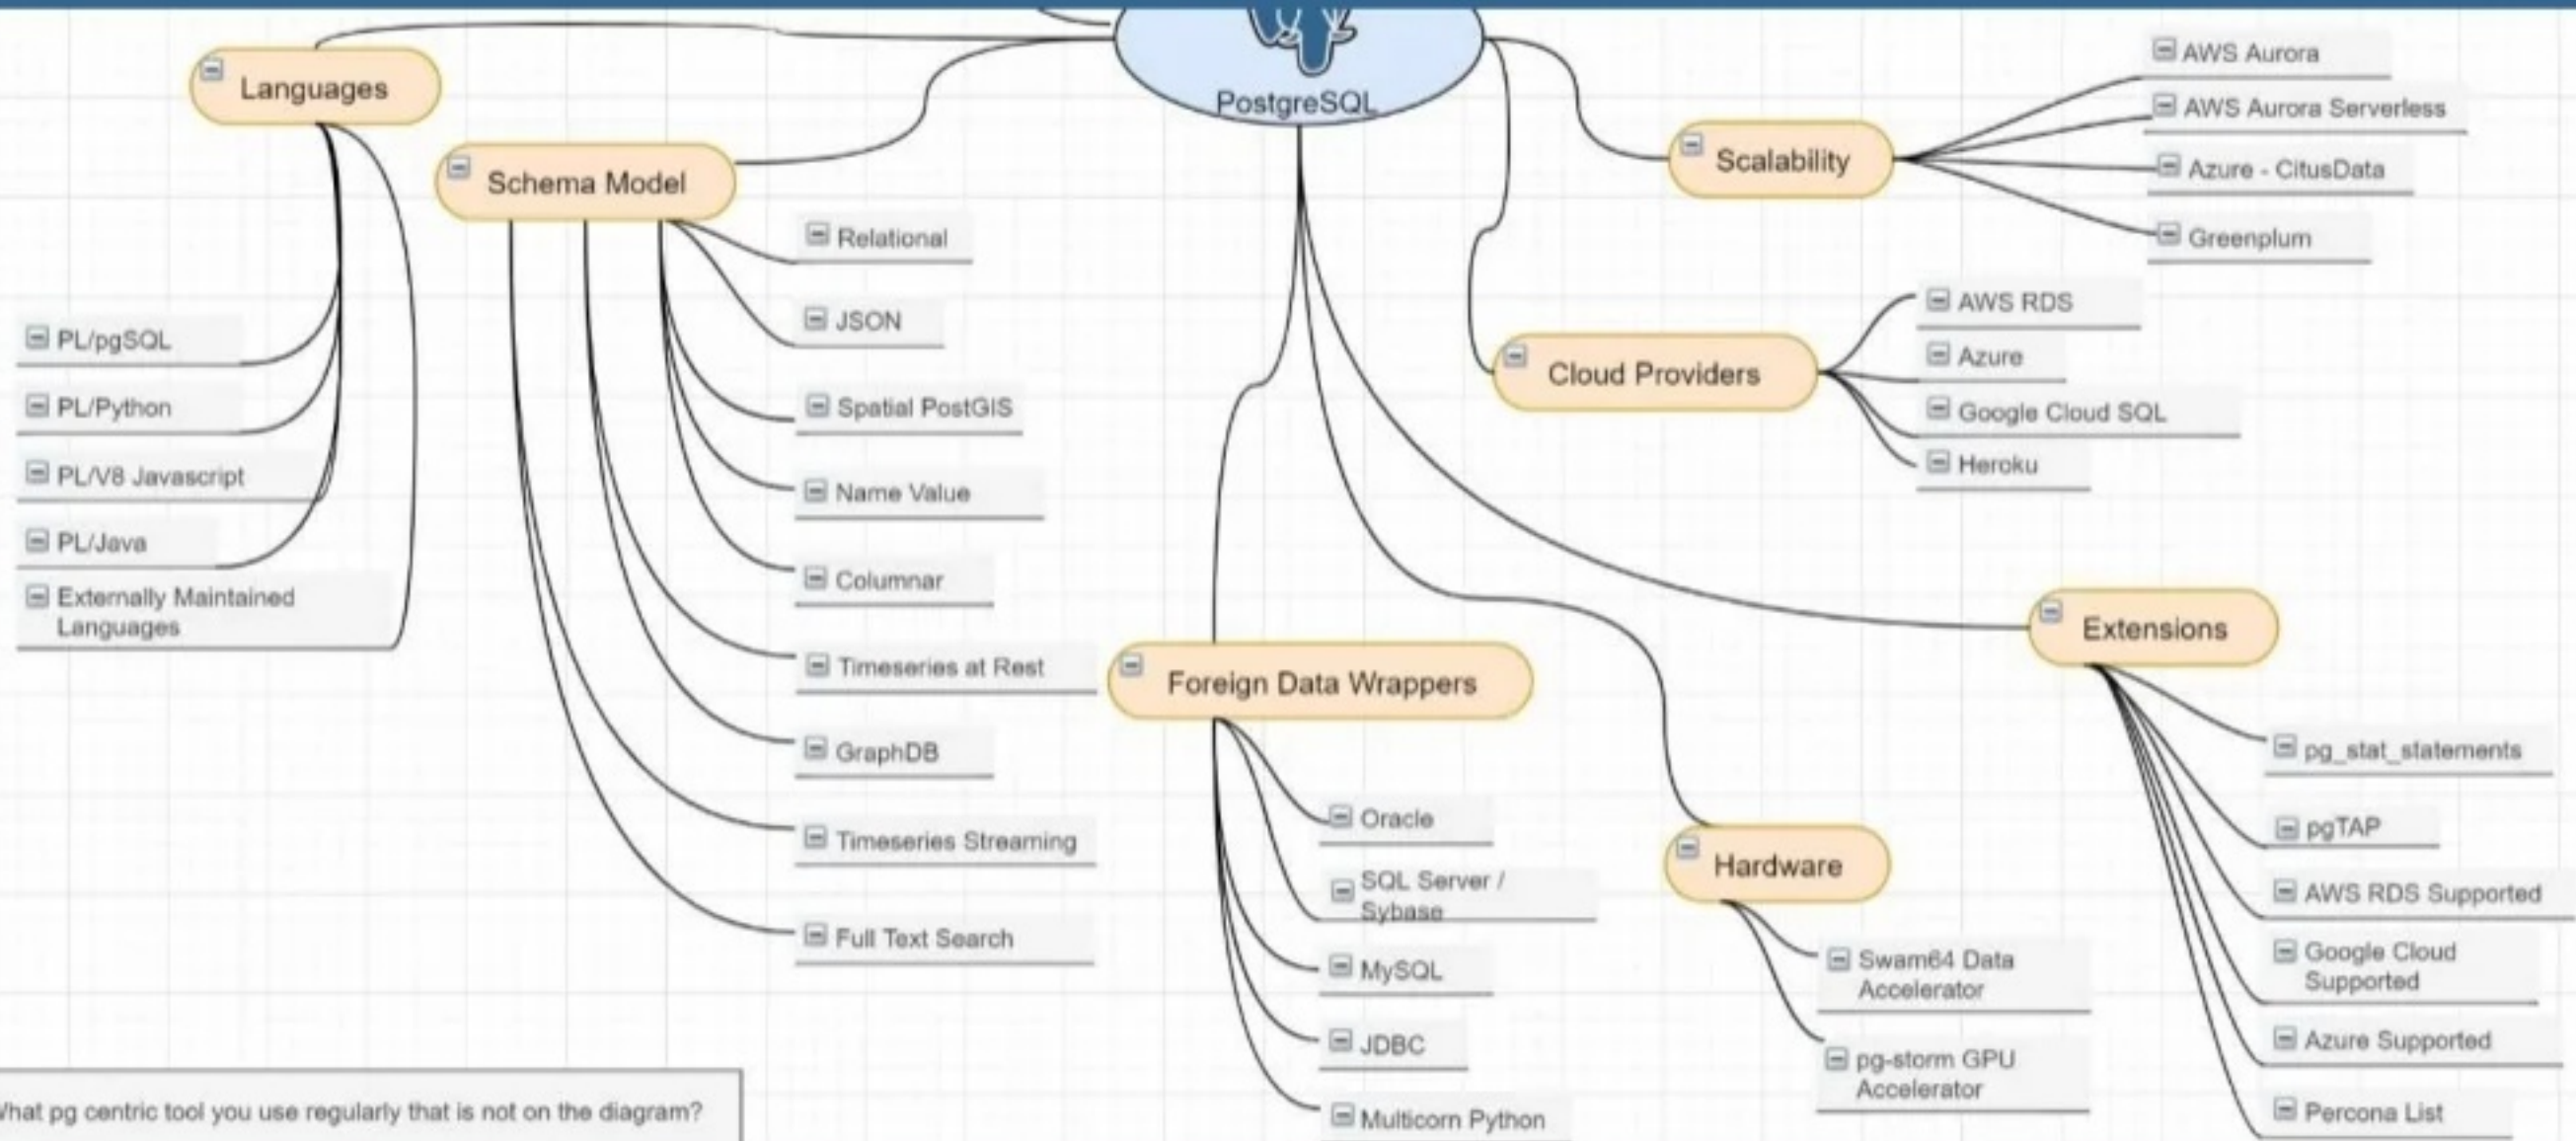 PostgreSQL
Languages
PL/pgSQL
PL/Python
PL/V8 Javascript
PL/Java
Externally Maintained
Languages
Schema Model
Relational
JSON
Spatial PostGIS
Name Value
Columnar
Timeseries at Rest
GraphDB
Timeseries Streaming
Full Text Search
Foreign Data Wrappers
Oracle
SQL Server /
Sybase
MySQL
JDBC
Multicorn Python
Scalability
AWS Aurora
AWS Aurora Serverless
Azure - CitusData
Greenplum
Cloud Providers
AWS RDS
Azure
Google Cloud SQL
Heroku
Hardware
Swam64 Data
Accelerator
pg-storm GPU
Accelerator
Extensions
pg_stat_statements
pgTAP
AWS RDS Supported
Google Cloud
Supported
Azure Supported
Percona List
What pg centric tool you use regularly that is not on the diagram?